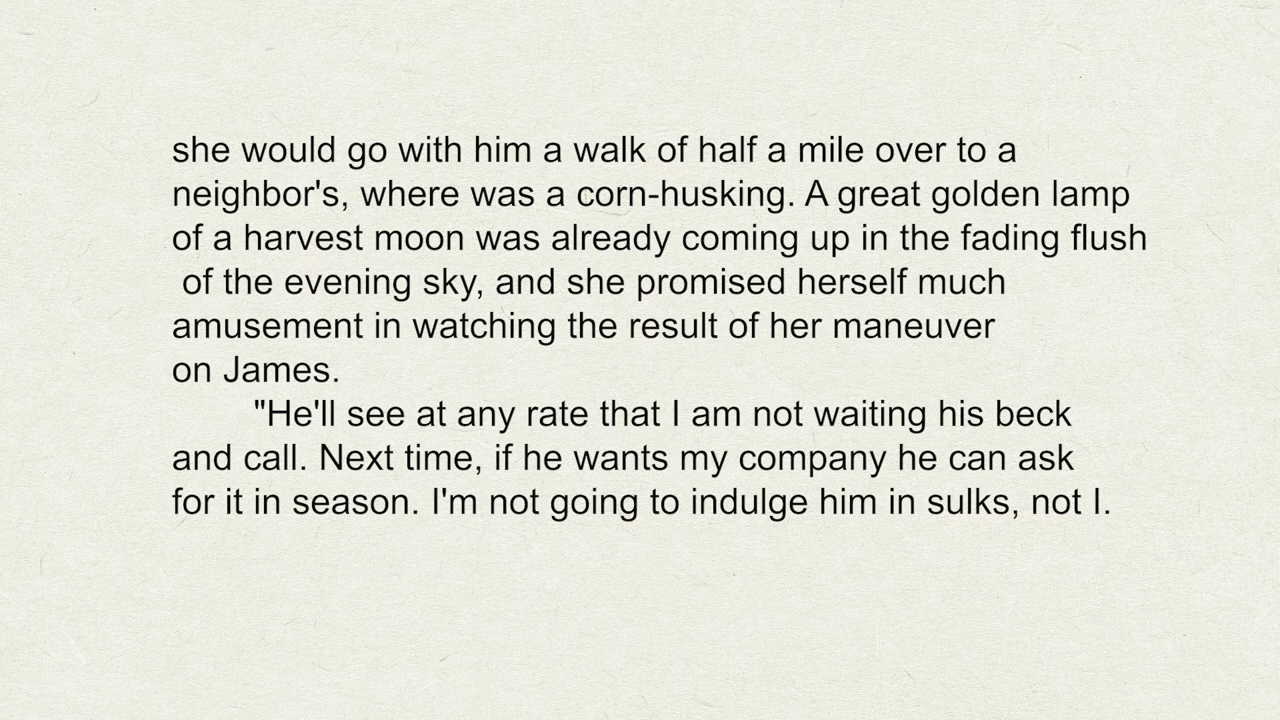 she would go with him a walk of half a mile over to a
neighbor's, where was a corn-husking. A great golden lamp
of a harvest moon was already coming up in the fading flush
of the evening sky, and she promised herself much
amusement in watching the result of her maneuver
on James.
"He'll see at any rate that I am not waiting his beck
and call. Next time, if he wants my company he can ask
for it in season. I'm not going to indulge him in sulks, not I.